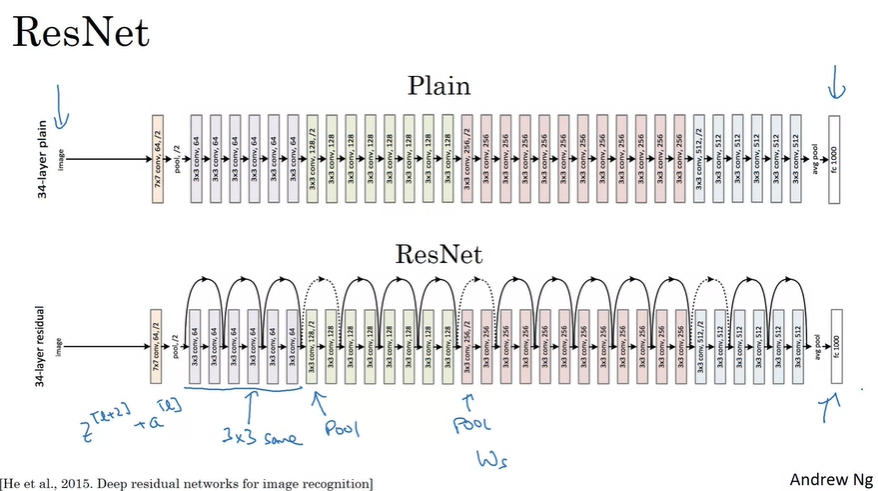 ResNet
Plain
34-layer plain
image
7x7 conv, 64, /2
pool, /2
3x3 conv, 64
3x3 conv, 64
3x3 conv, 64
3x3 conv, 64
3x3 conv, 64
3x3 conv, 64
3x3 conv, 128, /2
3x3 conv, 128
3x3 conv, 128
3x3 conv, 128
3x3 conv, 128
3x3 conv, 128
3x3 conv, 128
3x3 conv, 128
3x3 conv, 256, /2
3x3 conv, 256
3x3 conv, 256
3x3 conv, 256
3x3 conv, 256
3x3 conv, 256
3x3 conv, 256
3x3 conv, 256
3x3 conv, 256
3x3 conv, 256
3x3 conv, 256
3x3 conv, 256
3x3 conv, 512, /2
3x3 conv, 512
3x3 conv, 512
3x3 conv, 512
3x3 conv, 512
3x3 conv, 512
avg pool
fc 1000
ResNet
34-layer residual
image
7x7 conv, 64, /2
pool, /2
3x3 conv, 64
3x3 conv, 64
3x3 conv, 64
3x3 conv, 64
3x3 conv, 64
3x3 conv, 64
3x3 conv, 128, /2
3x3 conv, 128
3x3 conv, 128
3x3 conv, 128
3x3 conv, 128
3x3 conv, 128
3x3 conv, 128
3x3 conv, 128
3x3 conv, 256, /2
3x3 conv, 256
3x3 conv, 256
3x3 conv, 256
3x3 conv, 256
3x3 conv, 256
3x3 conv, 256
3x3 conv, 256
3x3 conv, 256
3x3 conv, 256
3x3 conv, 256
3x3 conv, 256
3x3 conv, 512, /2
3x3 conv, 512
3x3 conv, 512
3x3 conv, 512
3x3 conv, 512
3x3 conv, 512
avg pool
fc 1000
z^[l+2] + a^[l]
3x3 same
Pool
Pool
Ws
[He et al., 2015. Deep residual networks for image recognition]
Andrew Ng